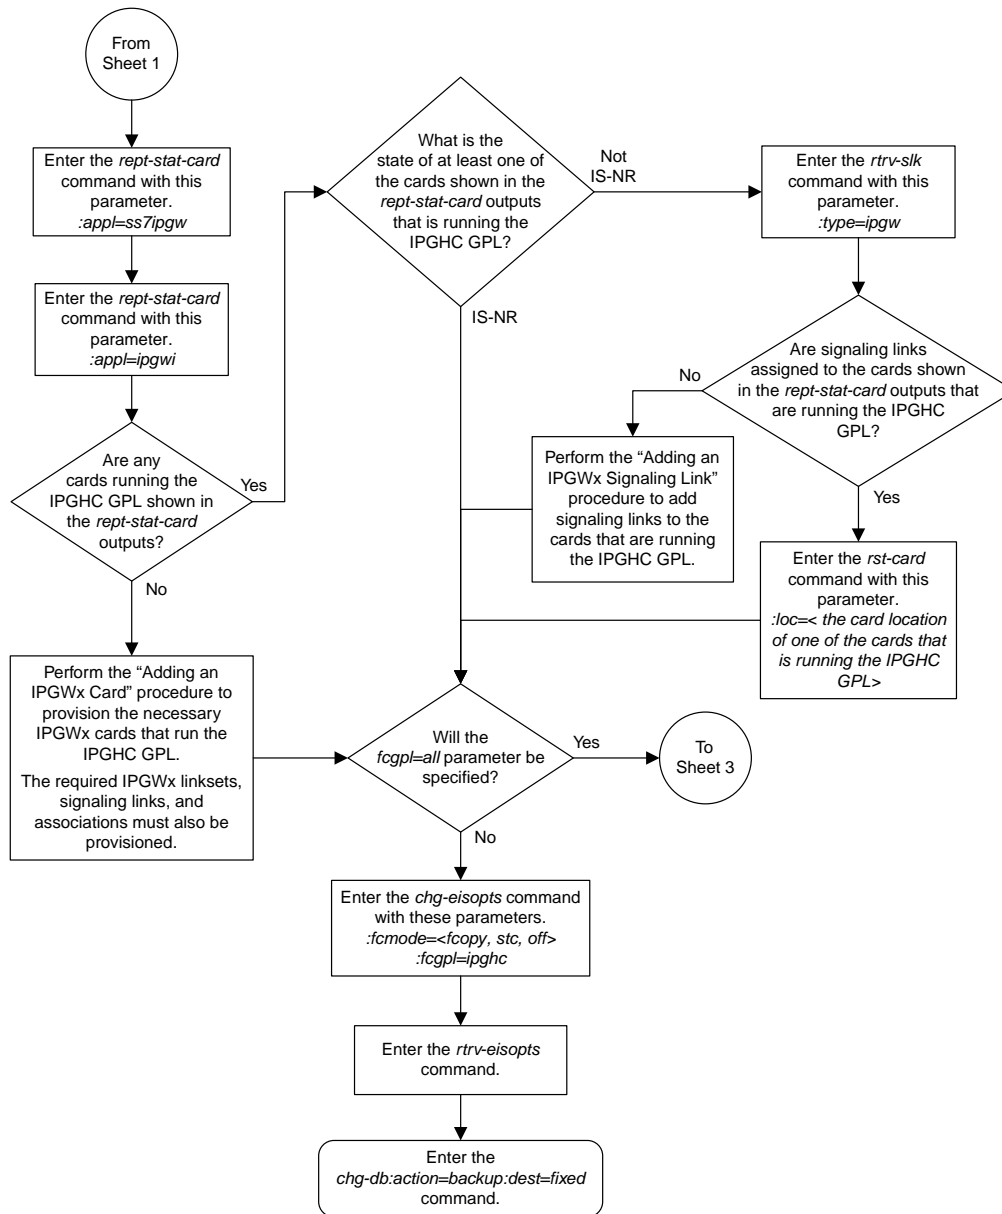 From
Sheet 1
Enter the rept-stat-card
command with this
parameter.
:appl=ss7ipgw
Enter the rept-stat-card
command with this
parameter.
:appl=ipgwi
Are any
cards running the
IPGHC GPL shown in
the rept-stat-card
outputs?
Yes
No
Perform the “Adding an
IPGWx Card” procedure to
provision the necessary
IPGWx cards that run the
IPGHC GPL.
The required IPGWx linksets,
signaling links, and
associations must also be
provisioned.
What is the
state of at least one of
the cards shown in the
rept-stat-card outputs
that is running the
IPGHC GPL?
Not
IS-NR
IS-NR
Enter the rtrv-slk
command with this
parameter.
:type=ipgw
Are signaling links
assigned to the cards shown
in the rept-stat-card outputs that
are running the IPGHC
GPL?
No
Yes
Perform the “Adding an
IPGWx Signaling Link”
procedure to add
signaling links to the
cards that are running
the IPGHC GPL.
Enter the rst-card
command with this
parameter.
:loc=< the card location
of one of the cards that
is running the IPGHC
GPL>
Will the
fcgpl=all parameter be
specified?
Yes
To
Sheet 3
No
Enter the chg-eisopts command
with these parameters.
:fcmode=<fcopy, stc, off>
:fcgpl=ipghc
Enter the rtrv-eisopts
command.
Enter the
chg-db:action=backup:dest=fixed
command.